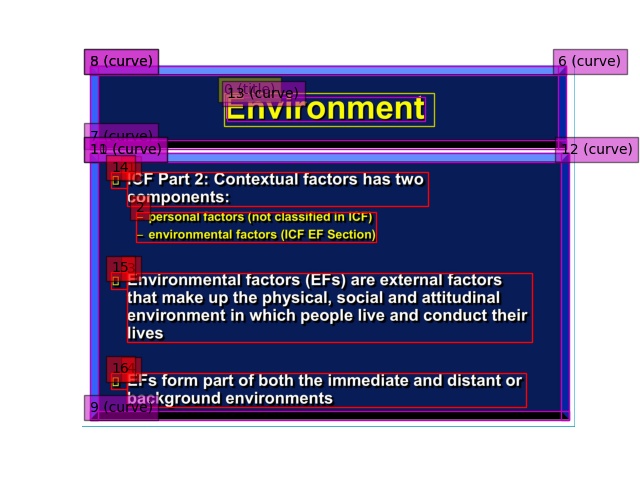 8 (curve)
6 (curve)
0 (title)
13 (curve)
Environment
7 (curve)
11 (curve)
12 (curve)
14
ICF Part 2: Contextual factors has two
components:
2
– personal factors (not classified in ICF)
– environmental factors (ICF EF Section)
15
Environmental factors (EFs) are external factors
that make up the physical, social and attitudinal
environment in which people live and conduct their
lives
16
EFs form part of both the immediate and distant or
background environments
9 (curve)